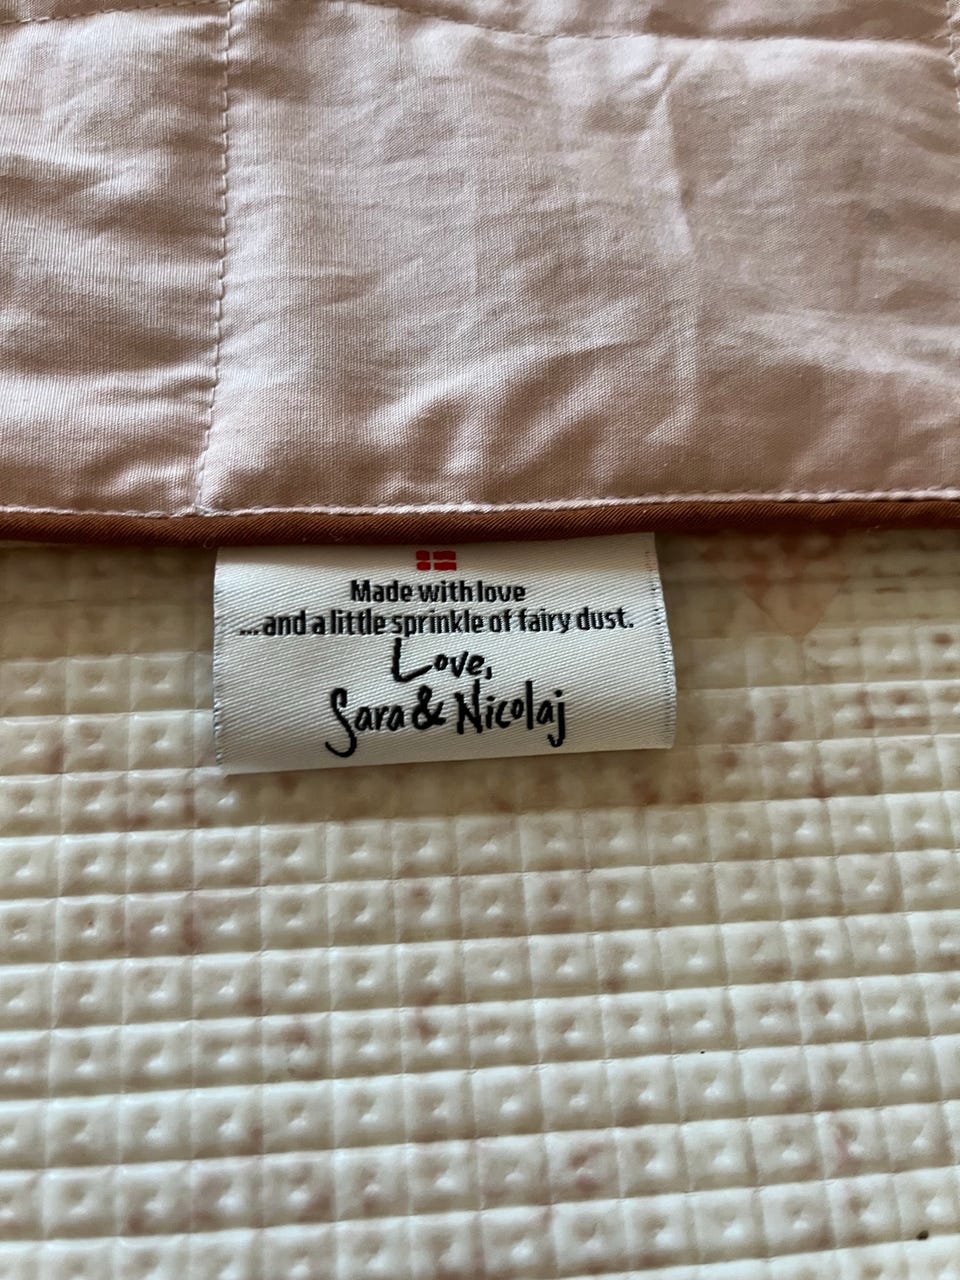 Made with love
...and a little sprinkle of fairy dust.
Love,
Sara & Nicolaj